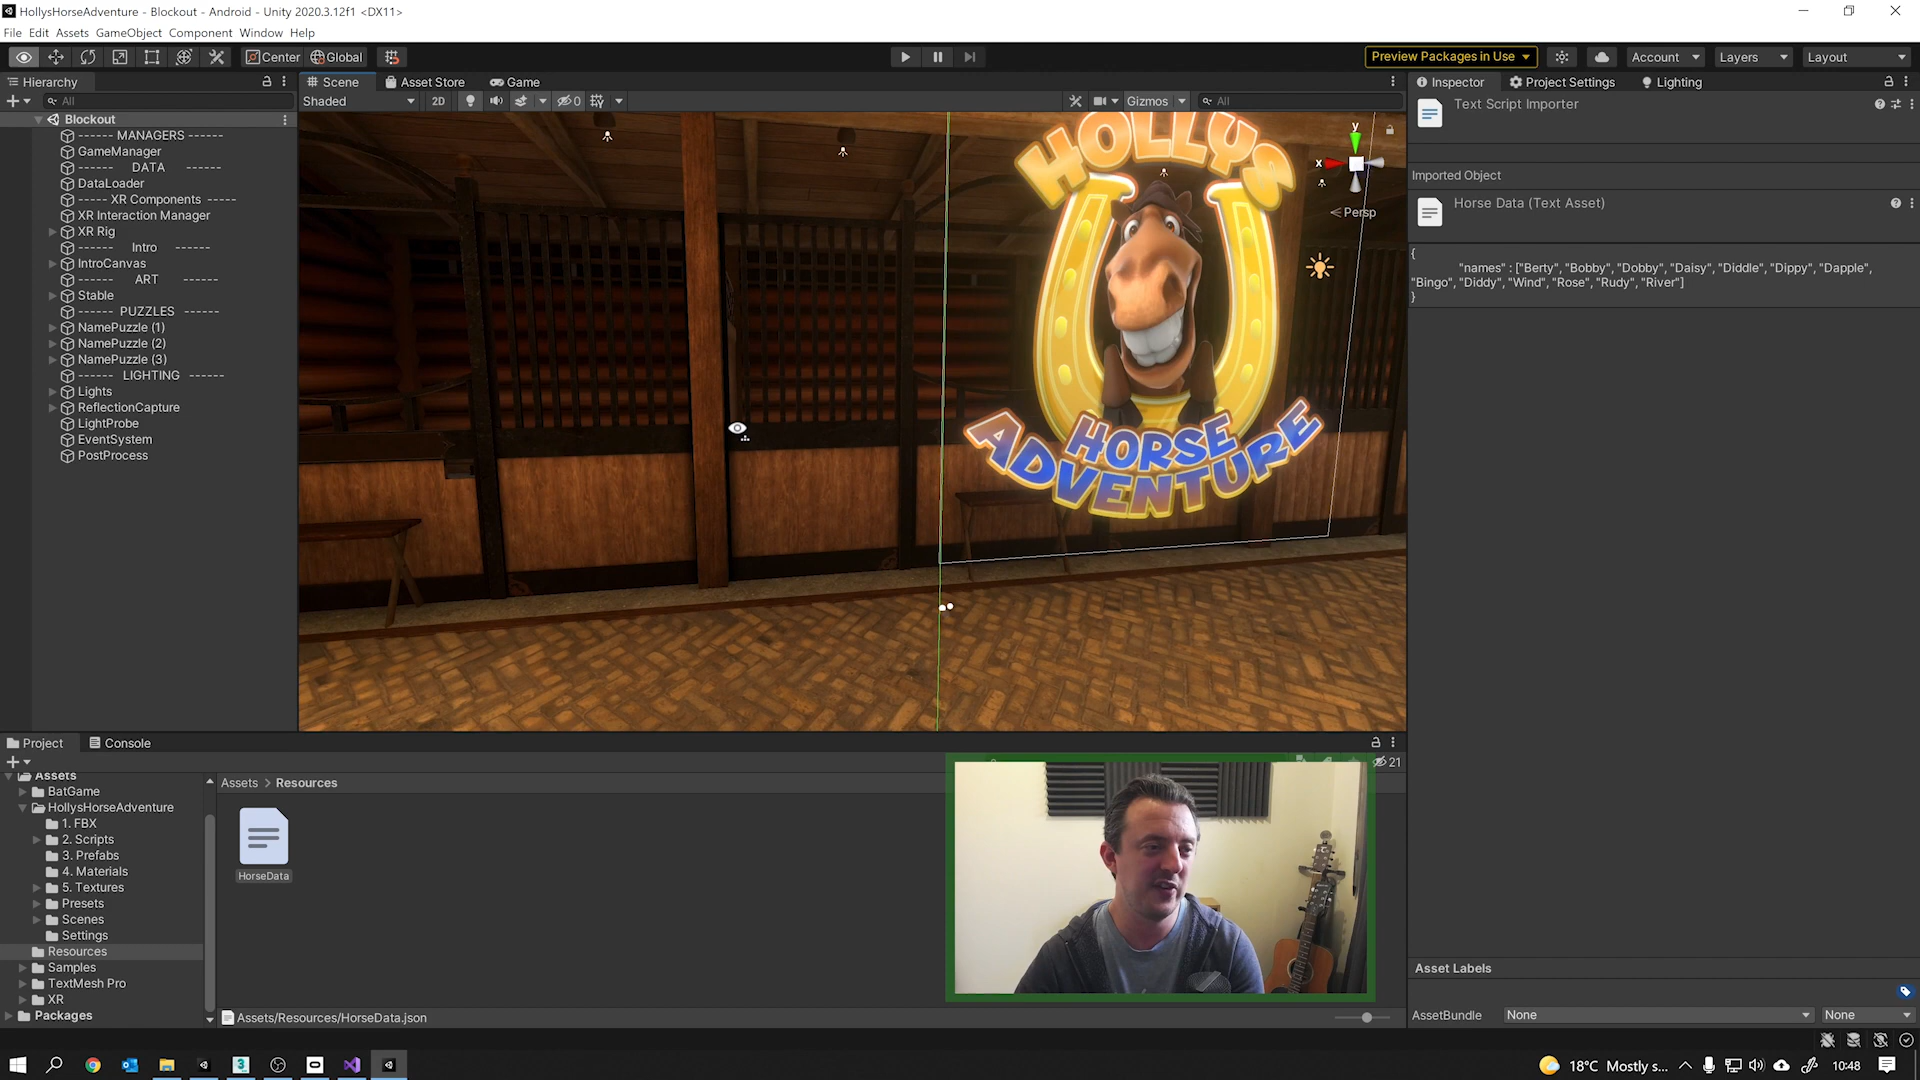 HollysHorseAdventure - Blockout - Android - Unity 2020.3.12f1 <DX11>
File Edit Assets GameObject Component Window Help
Center Global Preview Packages in Use Account Layers Layout
Hierarchy
All
Blockout
------ MANAGERS ------
GameManager
------ DATA ------
DataLoader
------ XR Components -----
XR Interaction Manager
XR Rig
------ Intro ------
IntroCanvas
------ ART ------
Stable
------ PUZZLES ------
NamePuzzle (1)
NamePuzzle (2)
NamePuzzle (3)
------ LIGHTING ------
Lights
ReflectionCapture
LightProbe
EventSystem
PostProcess
Scene Asset Store Game
Shaded 2D 0 Gizmos All
y
x
Persp
HOLLYS
HORSE
ADVENTURE
Inspector Project Settings Lighting
Text Script Importer
Imported Object
Horse Data (Text Asset)
{
"names" : ["Berty", "Bobby", "Dobby", "Daisy", "Diddle", "Dippy", "Dapple",
"Bingo", "Diddy", "Wind", "Rose", "Rudy", "River"]
}
Asset Labels
AssetBundle None None
Project Console
21
Assets
BatGame
HollysHorseAdventure
1. FBX
2. Scripts
3. Prefabs
4. Materials
5. Textures
Presets
Scenes
Settings
Resources
Samples
TextMesh Pro
XR
Packages
Assets > Resources
HorseData
Assets/Resources/HorseData.json
18°C Mostly s... 10:48